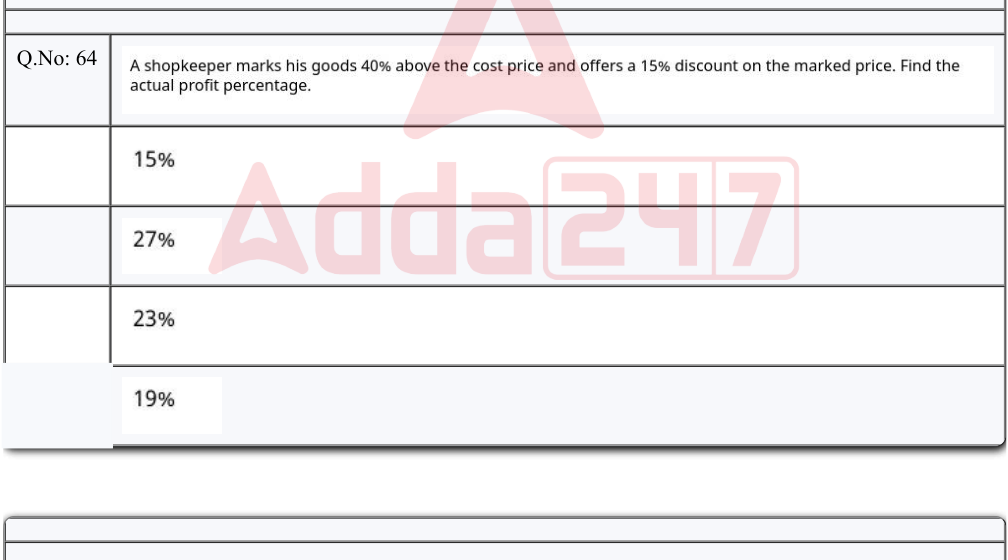 Q.No: 64
A shopkeeper marks his goods 40% above the cost price and offers a 15% discount on the marked price. Find the
actual profit percentage.
15%
Adda247
27%
23%
19%